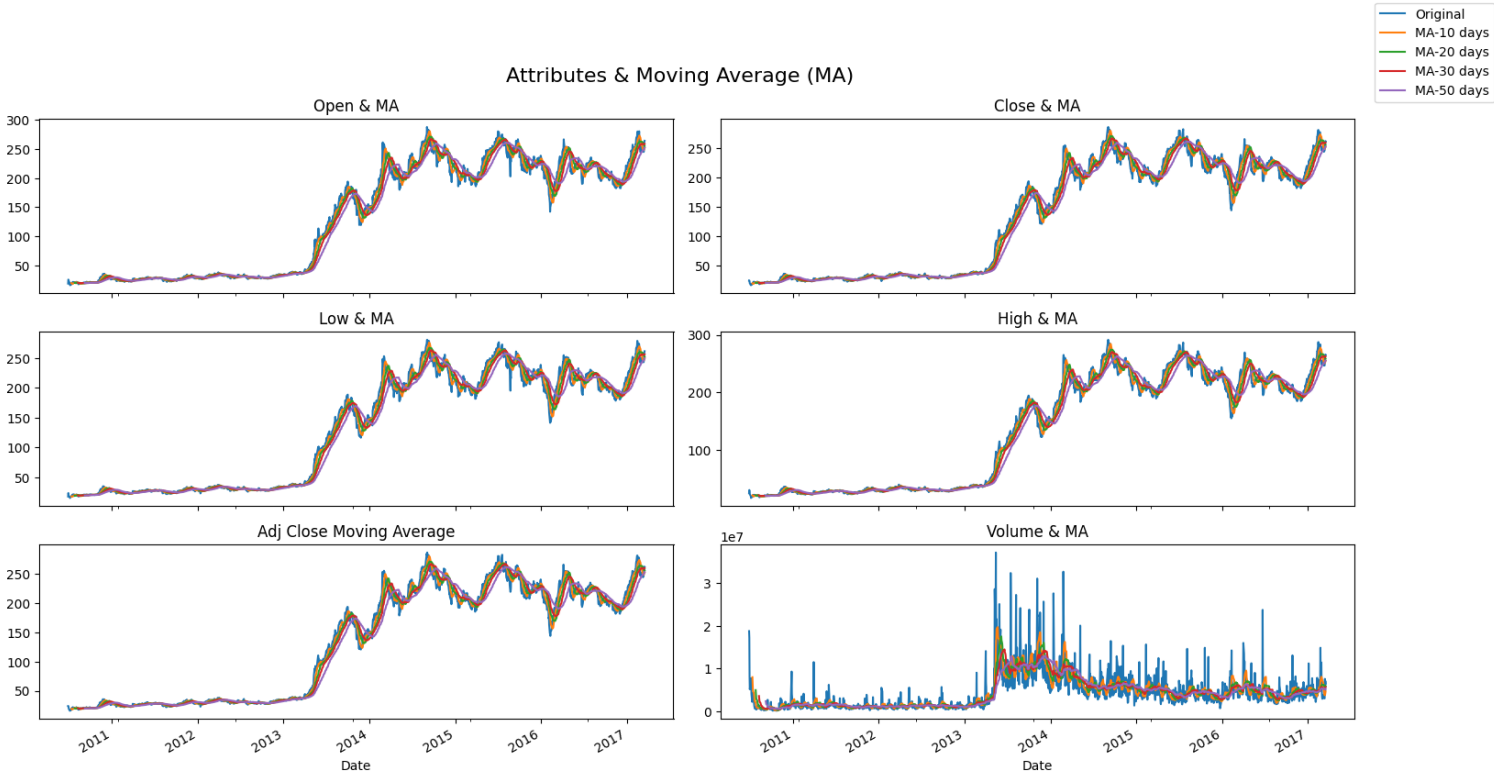 Original
MA-10 days
MA-20 days
MA-30 days
MA-50 days
Attributes & Moving Average (MA)
Open & MA
300
250
200
150
100
50
Close & MA
250
200
150
100
50
Low & MA
250
200
150
100
50
High & MA
300
200
100
Adj Close Moving Average
250
200
150
100
50
2011 2012 2013 2014 2015 2016 2017
Date
Volume & MA
1e7
3
2
1
0
2011 2012 2013 2014 2015 2016 2017
Date